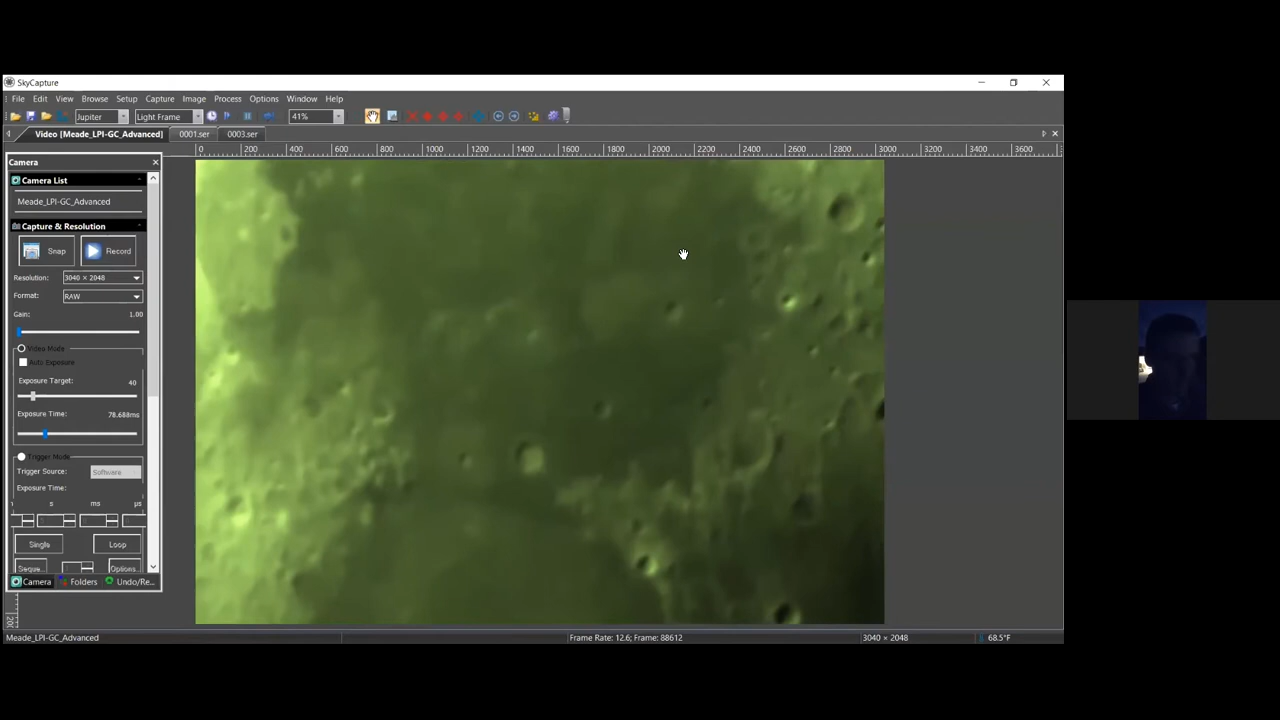 SkyCapture
File Edit View Browse Setup Capture Image Process Options Window Help
Jupiter Light Frame 41%
Video [Meade_LPI-GC_Advanced] 0001.ser 0003.ser
0 200 400 600 800 1000 1200 1400 1600 1800 2000 2200 2400 2600 2800 3000 3200 3400 3600
Camera
Camera List
Meade_LPI-GC_Advanced
Capture & Resolution
Snap Record
Resolution: 3040 × 2048
Format: RAW
Gain: 1.00
Video Mode
Auto Exposure
Exposure Target: 40
Exposure Time: 78.688ms
Trigger Mode
Trigger Source: Software
Exposure Time:
s ms µs
Single Loop
Seque... Options...
Camera Folders Undo/Re...
Meade_LPI-GC_Advanced Frame Rate: 12.6; Frame: 88612 3040 × 2048 68.5°F